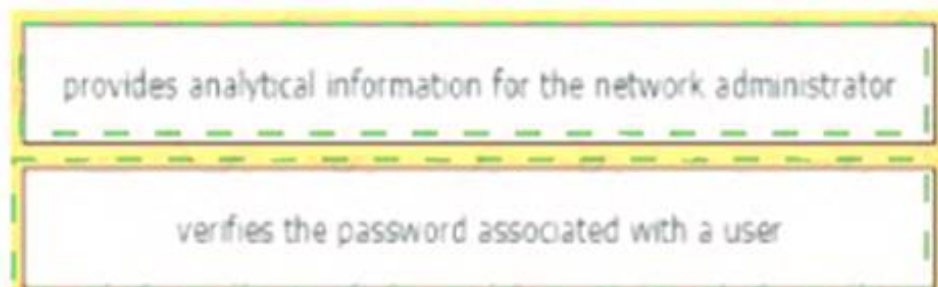 provides analytical information for the network administrator
verifies the password associated with a user